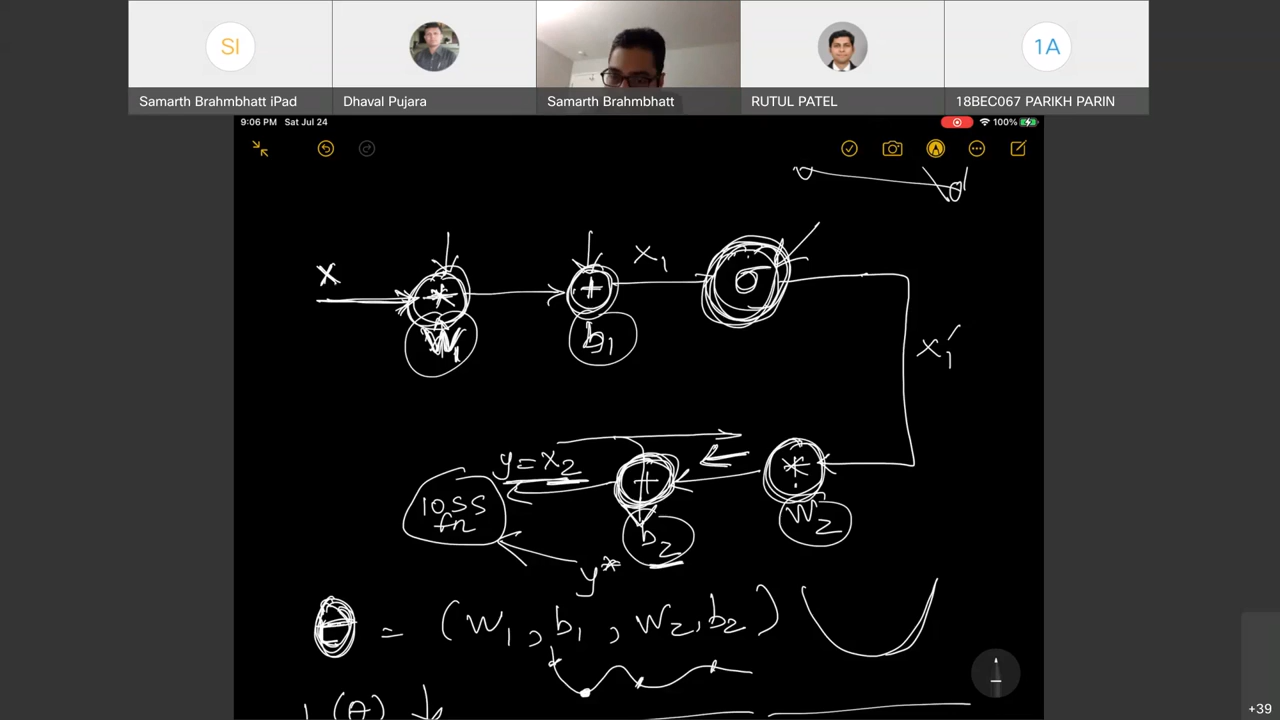 SI
1A
Samarth Brahmbhatt iPad
Dhaval Pujara
Samarth Brahmbhatt
RUTUL PATEL
18BEC067 PARIKH PARIN
9:06 PM Sat Jul 24
100%
x
*
+
x₁
σ
W₁
b₁
x₁′
y = x₂
+
*
loss
fn
b₂
W₂
y*
θ = (W₁, b₁, W₂, b₂)
L(θ) ↓
+39